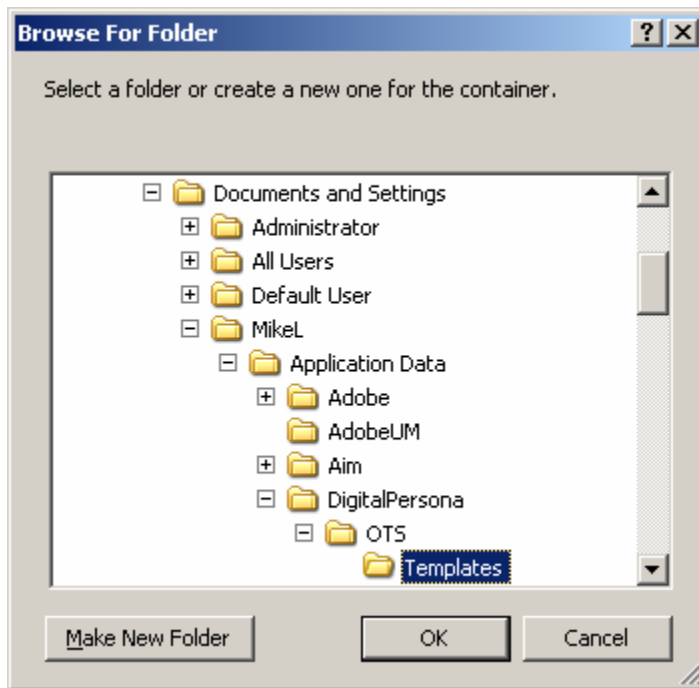 Browse For Folder
Select a folder or create a new one for the container.
Documents and Settings
Administrator
All Users
Default User
MikeL
Application Data
Adobe
AdobeUM
Aim
DigitalPersona
OTS
Templates
Make New Folder OK Cancel